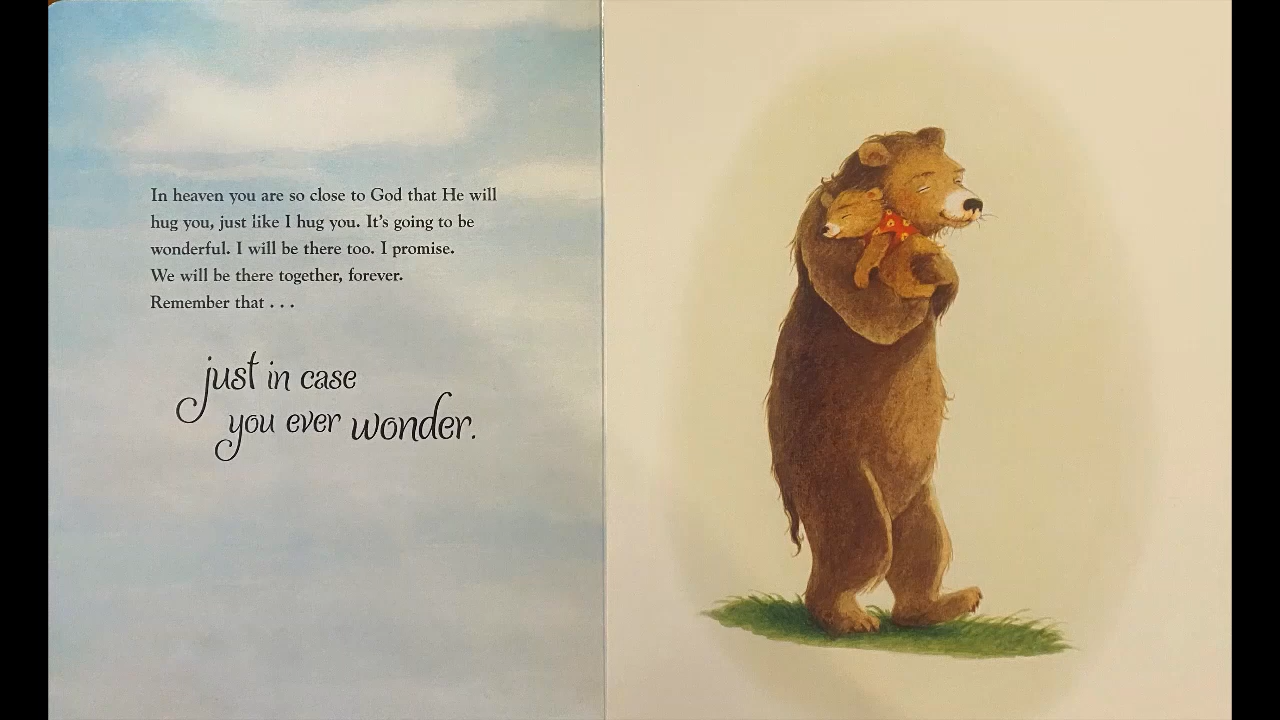 In heaven you are so close to God that He will
hug you, just like I hug you. It's going to be
wonderful. I will be there too. I promise.
We will be there together, forever.
Remember that . . .
just in case
you ever wonder.